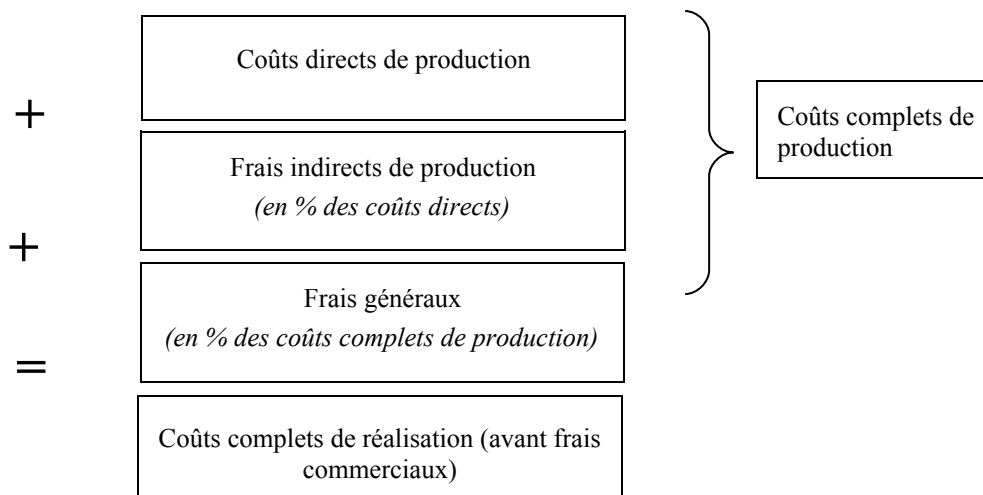 Coûts directs de production
+
Coûts complets de
production
Frais indirects de production
(en % des coûts directs)
+
Frais généraux
(en % des coûts complets de production)
=
Coûts complets de réalisation (avant frais
commerciaux)